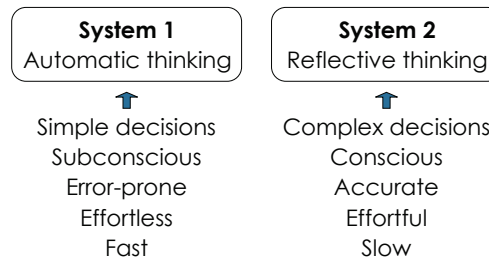 System 1
Automatic thinking
Simple decisions
Subconscious
Error-prone
Effortless
Fast
System 2
Reflective thinking
Complex decisions
Conscious
Accurate
Effortful
Slow